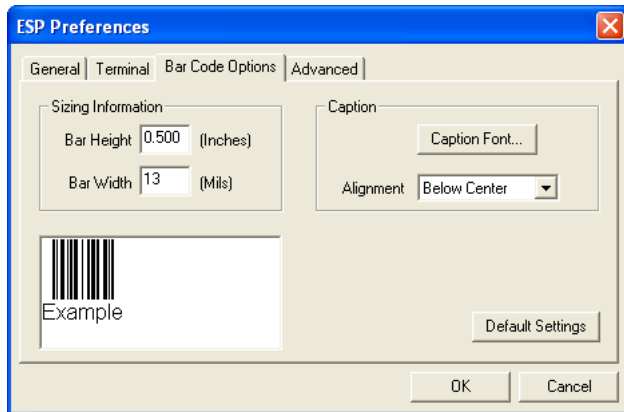 ESP Preferences
General Terminal Bar Code Options Advanced
Sizing Information
Bar Height 0.500 (Inches)
Bar Width 13 (Mils)
Caption
Caption Font...
Alignment Below Center
Example
Default Settings
OK Cancel